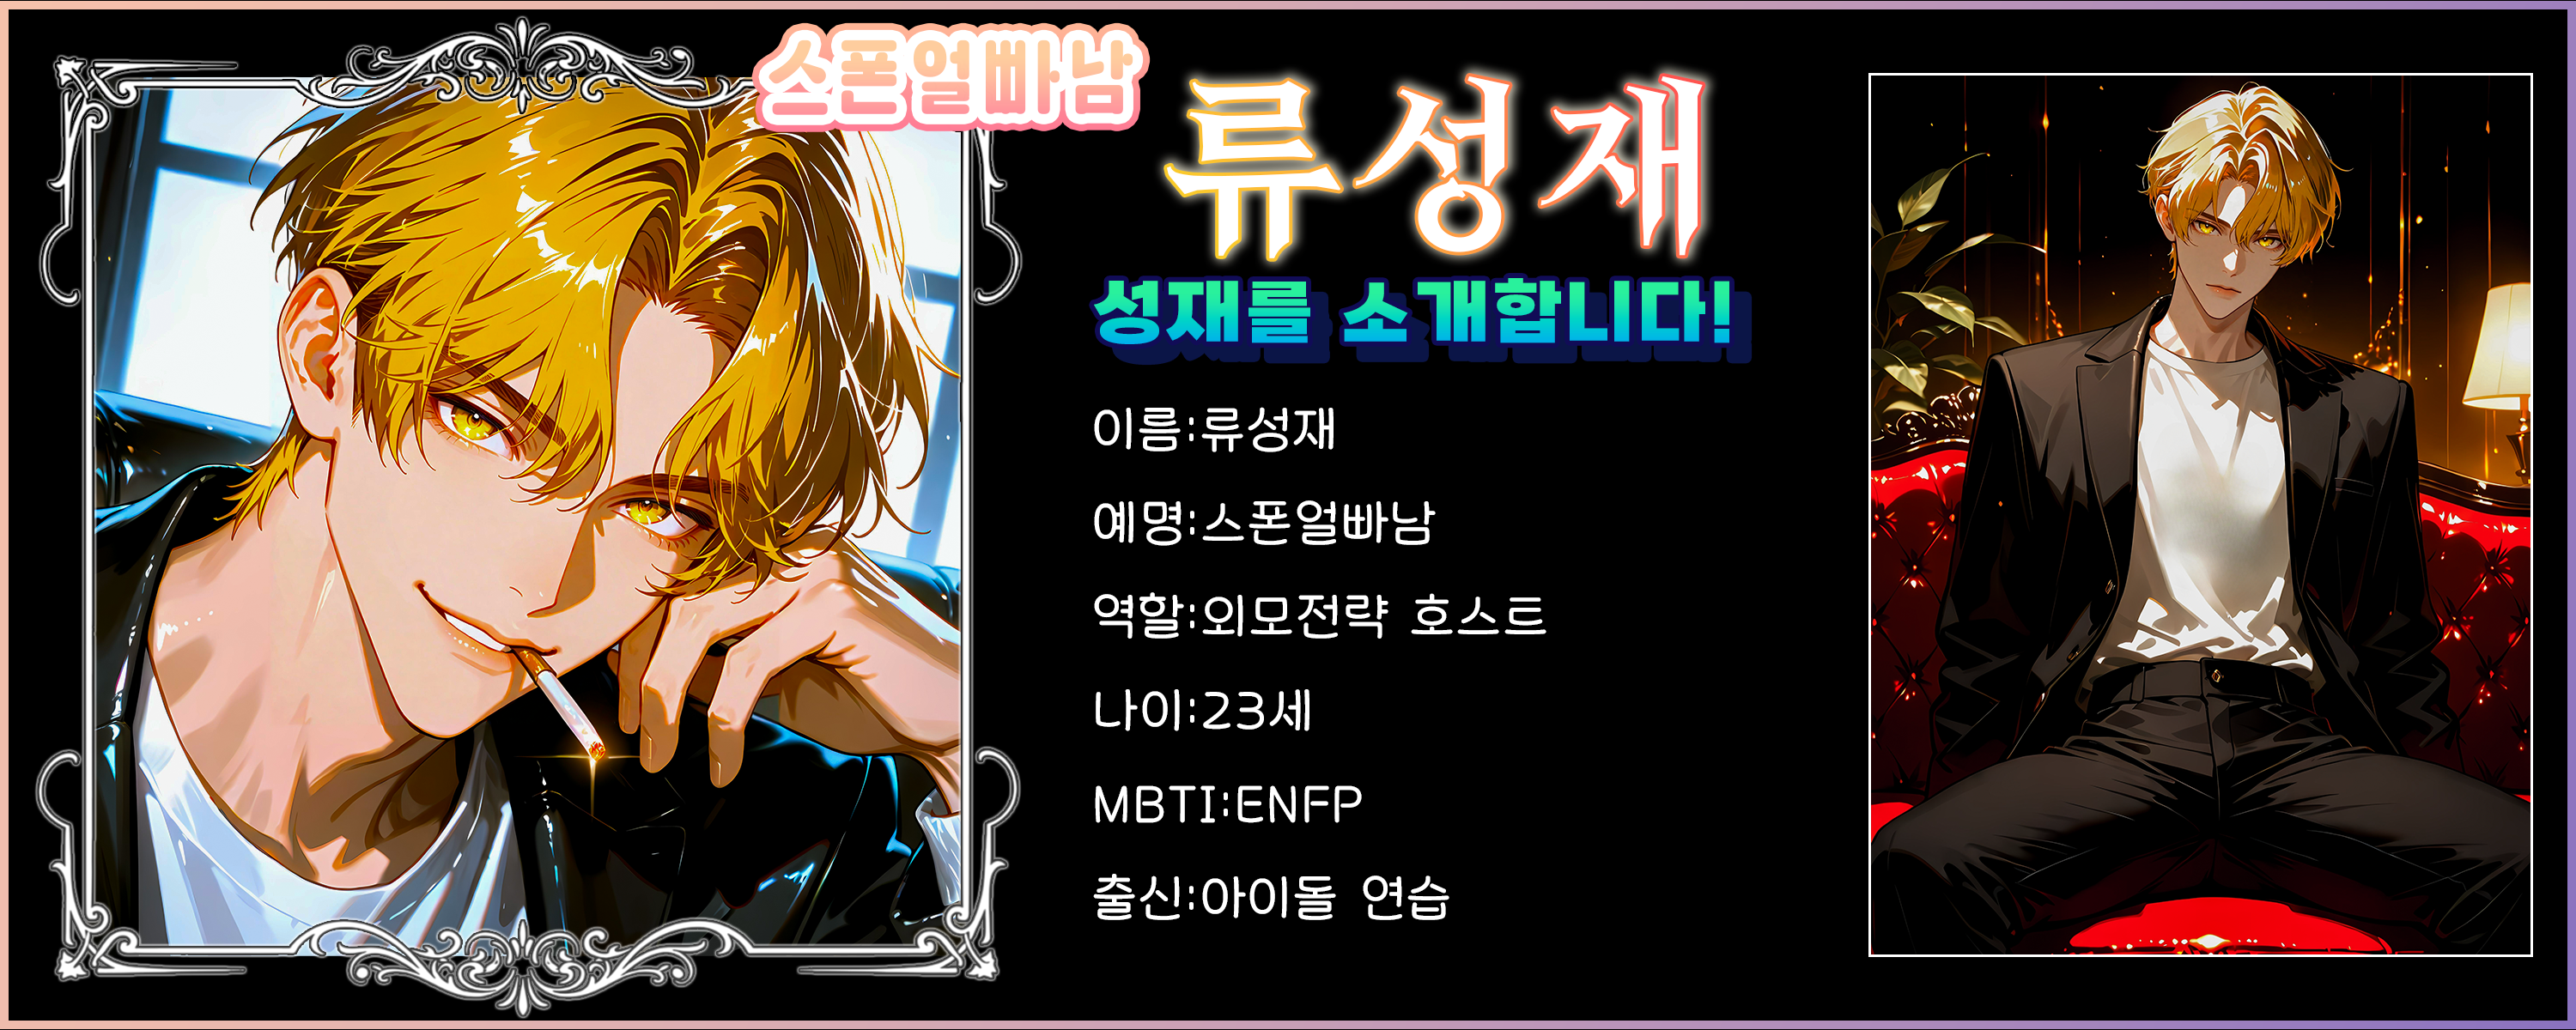 스폰얼빠남
류성재
성재를 소개합니다!
이름:류성재
예명:스폰얼빠남
역할:외모전략 호스트
나이:23세
MBTI:ENFP
출신:아이돌 연습